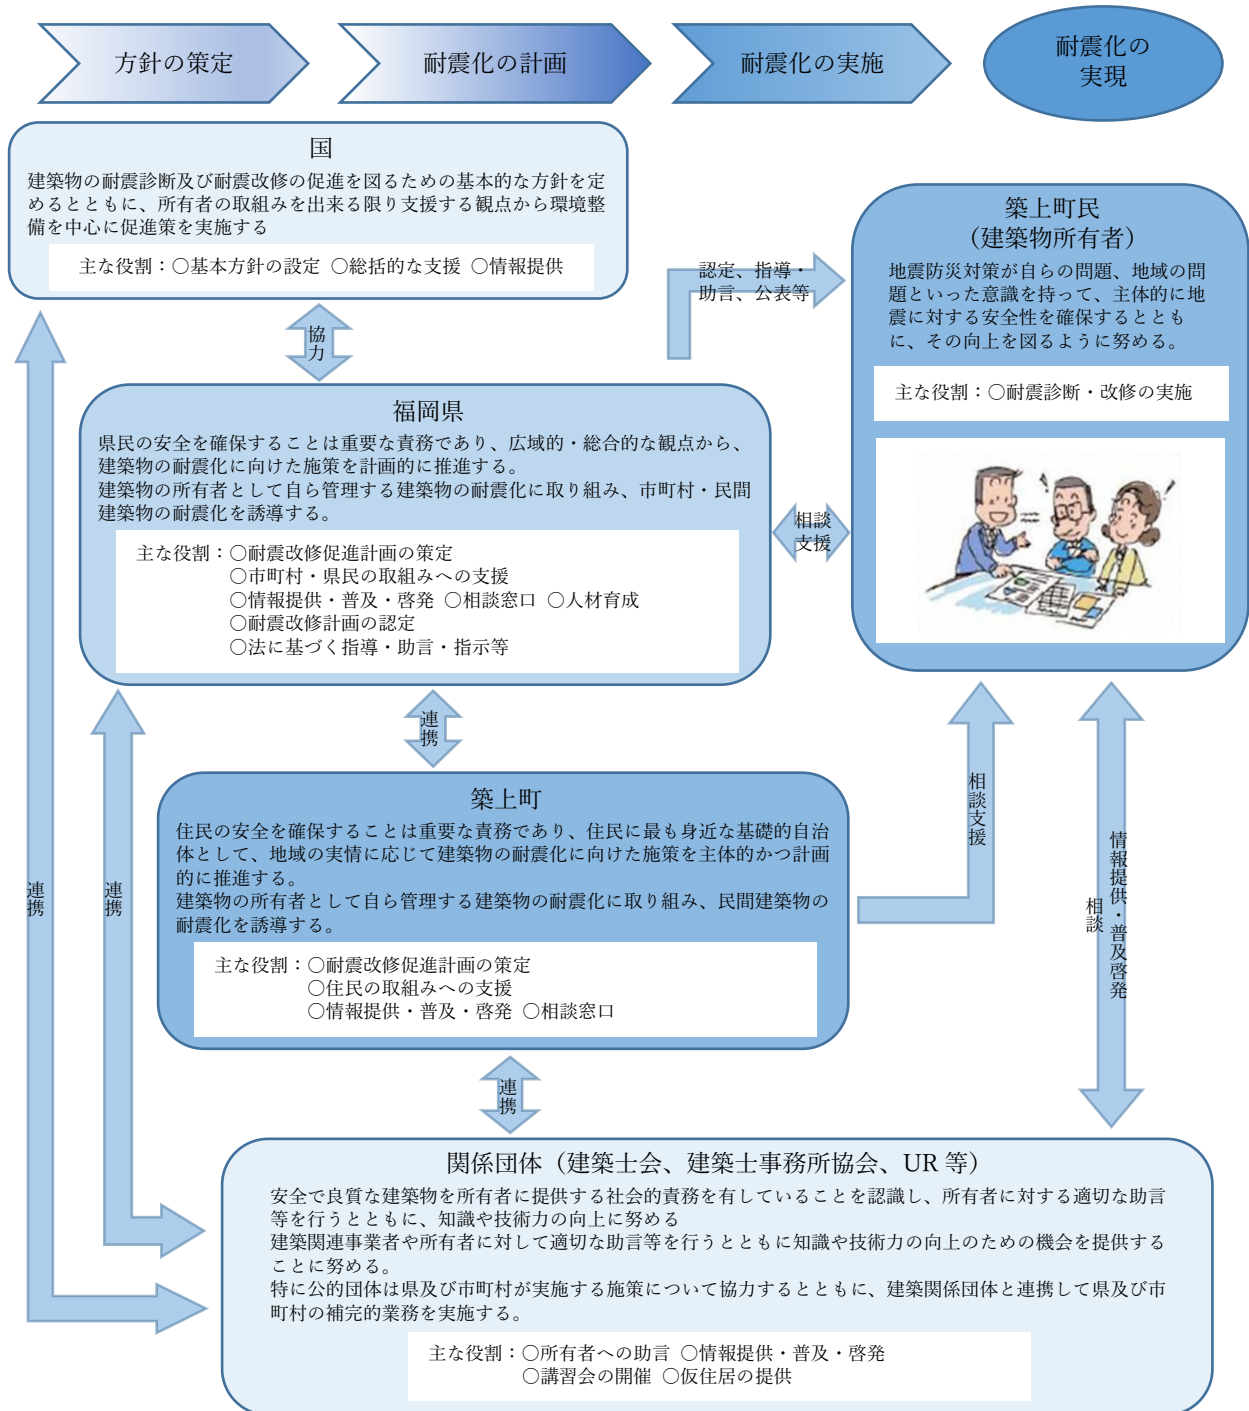 方針の策定
耐震化の計画
耐震化の実施
耐震化の
実現
国
建築物の耐震診断及び耐震改修の促進を図るための基本的な方針を定
めるとともに、所有者の取組みを出来る限り支援する観点から環境整
備を中心に促進策を実施する
主な役割：○基本方針の設定 ○総括的な支援 ○情報提供
築上町民
（建築物所有者）
地震防災対策が自らの問題、地域の問
題といった意識を持って、主体的に地
震に対する安全性を確保するととも
に、その向上を図るように努める。
主な役割：○耐震診断・改修の実施
認定、指導・
助言、公表等
協力
福岡県
県民の安全を確保することは重要な責務であり、広域的・総合的な観点から、
建築物の耐震化に向けた施策を計画的に推進する。
建築物の所有者として自ら管理する建築物の耐震化に取り組み、市町村・民間
建築物の耐震化を誘導する。
主な役割：○耐震改修促進計画の策定
○市町村・県民の取組みへの支援
○情報提供・普及・啓発 ○相談窓口 ○人材育成
○耐震改修計画の認定
○法に基づく指導・助言・指示等
相談
支援
連携
築上町
住民の安全を確保することは重要な責務であり、住民に最も身近な基礎的自治
体として、地域の実情に応じて建築物の耐震化に向けた施策を主体的かつ計画
的に推進する。
建築物の所有者として自ら管理する建築物の耐震化に取り組み、民間建築物の
耐震化を誘導する。
主な役割：○耐震改修促進計画の策定
○住民の取組みへの支援
○情報提供・普及・啓発 ○相談窓口
相談支援
情報提供・普及啓発
相談
連携
連携
連携
関係団体（建築士会、建築士事務所協会、UR 等）
安全で良質な建築物を所有者に提供する社会的責務を有していることを認識し、所有者に対する適切な助言
等を行うとともに、知識や技術力の向上に努める
建築関連事業者や所有者に対して適切な助言等を行うとともに知識や技術力の向上のための機会を提供する
ことに努める。
特に公的団体は県及び市町村が実施する施策について協力するとともに、建築関係団体と連携して県及び市
町村の補完的業務を実施する。
主な役割：○所有者への助言 ○情報提供・普及・啓発
○講習会の開催 ○仮住居の提供